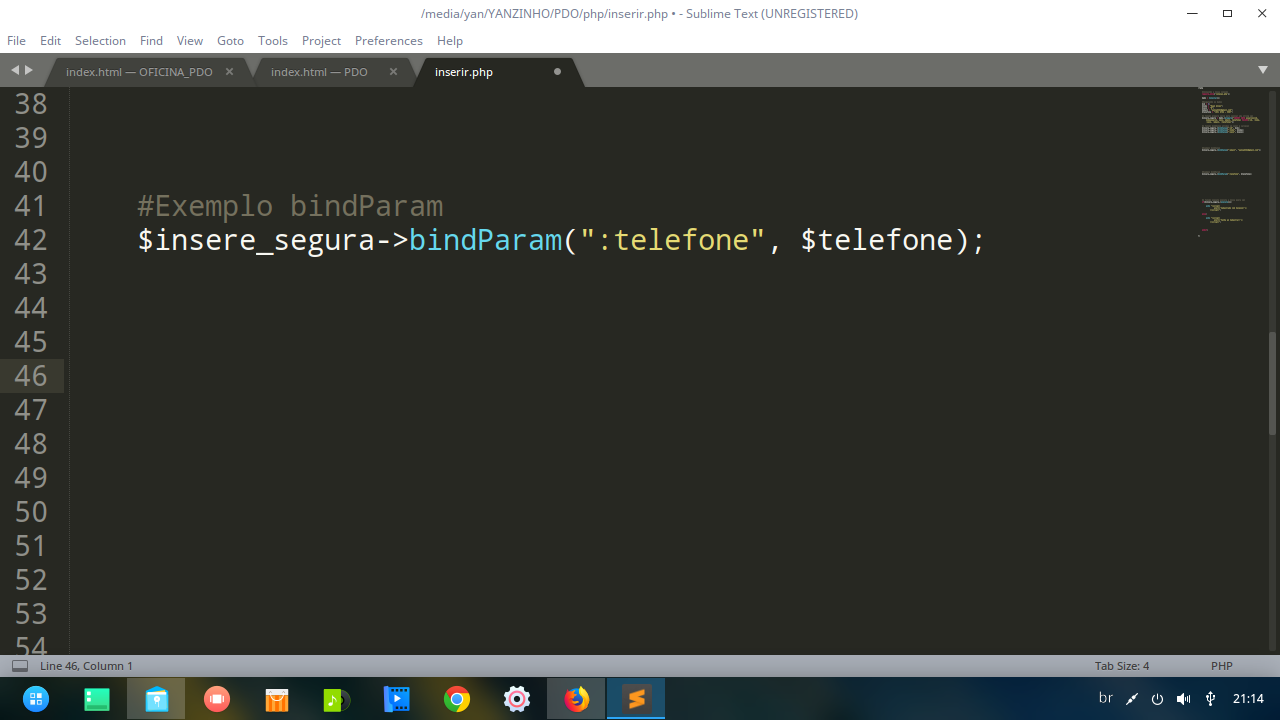 /media/yan/YANZINHO/PDO/php/inserir.php • - Sublime Text (UNREGISTERED)
File Edit Selection Find View Goto Tools Project Preferences Help
index.html — OFICINA_PDO index.html — PDO inserir.php
38
39
40
41 #Exemplo bindParam
42 $insere_segura->bindParam(":telefone", $telefone);
43
44
45
46
47
48
49
50
51
52
53
54
Line 46, Column 1 Tab Size: 4 PHP
br 21:14